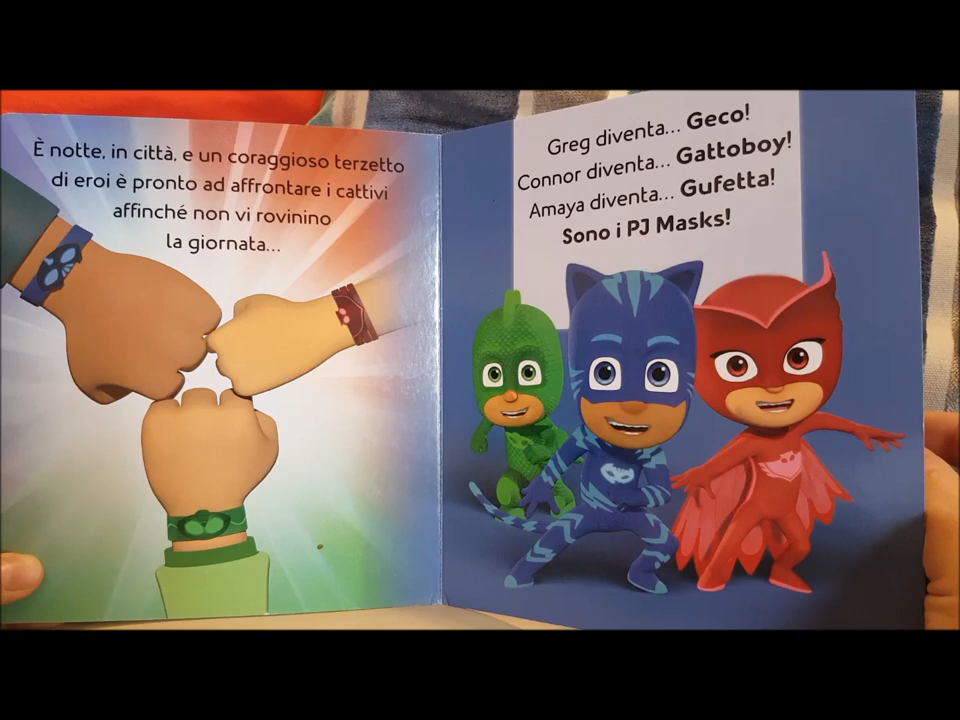 È notte, in città, e un coraggioso terzetto
di eroi è pronto ad affrontare i cattivi
affinché non vi rovinino
la giornata...
Greg diventa... Geco!
Connor diventa... Gattoboy!
Amaya diventa... Gufetta!
Sono i PJ Masks!